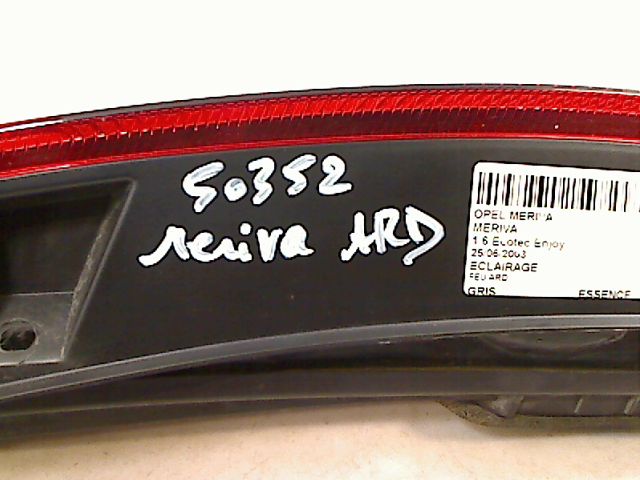 50352
Meriva ARD
OPEL MERIVA
MERIVA
1.6 Ecotec Enjoy
25/06/2003
ECLAIRAGE
FEU ARD
GRIS ESSENCE